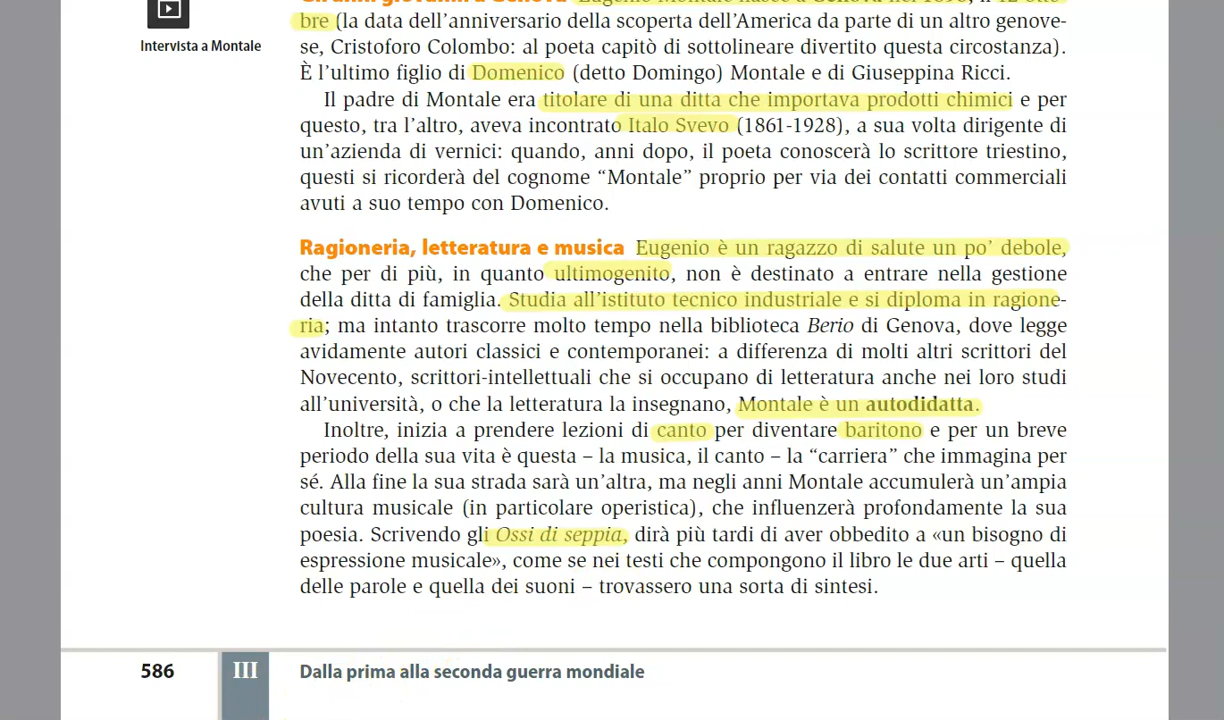 Intervista a Montale
bre (la data dell’anniversario della scoperta dell’America da parte di un altro genove-
se, Cristoforo Colombo: al poeta capitò di sottolineare divertito questa circostanza).
È l’ultimo figlio di Domenico (detto Domingo) Montale e di Giuseppina Ricci.
Il padre di Montale era titolare di una ditta che importava prodotti chimici e per
questo, tra l’altro, aveva incontrato Italo Svevo (1861-1928), a sua volta dirigente di
un’azienda di vernici: quando, anni dopo, il poeta conoscerà lo scrittore triestino,
questi si ricorderà del cognome “Montale” proprio per via dei contatti commerciali
avuti a suo tempo con Domenico.
Ragioneria, letteratura e musica Eugenio è un ragazzo di salute un po’ debole,
che per di più, in quanto ultimogenito, non è destinato a entrare nella gestione
della ditta di famiglia. Studia all’istituto tecnico industriale e si diploma in ragione-
ria; ma intanto trascorre molto tempo nella biblioteca Berio di Genova, dove legge
avidamente autori classici e contemporanei: a differenza di molti altri scrittori del
Novecento, scrittori-intellettuali che si occupano di letteratura anche nei loro studi
all’università, o che la letteratura la insegnano, Montale è un autodidatta.
Inoltre, inizia a prendere lezioni di canto per diventare baritono e per un breve
periodo della sua vita è questa – la musica, il canto – la “carriera” che immagina per
sé. Alla fine la sua strada sarà un’altra, ma negli anni Montale accumulerà un’ampia
cultura musicale (in particolare operistica), che influenzerà profondamente la sua
poesia. Scrivendo gli Ossi di seppia, dirà più tardi di aver obbedito a «un bisogno di
espressione musicale», come se nei testi che compongono il libro le due arti – quella
delle parole e quella dei suoni – trovassero una sorta di sintesi.
586 III Dalla prima alla seconda guerra mondiale